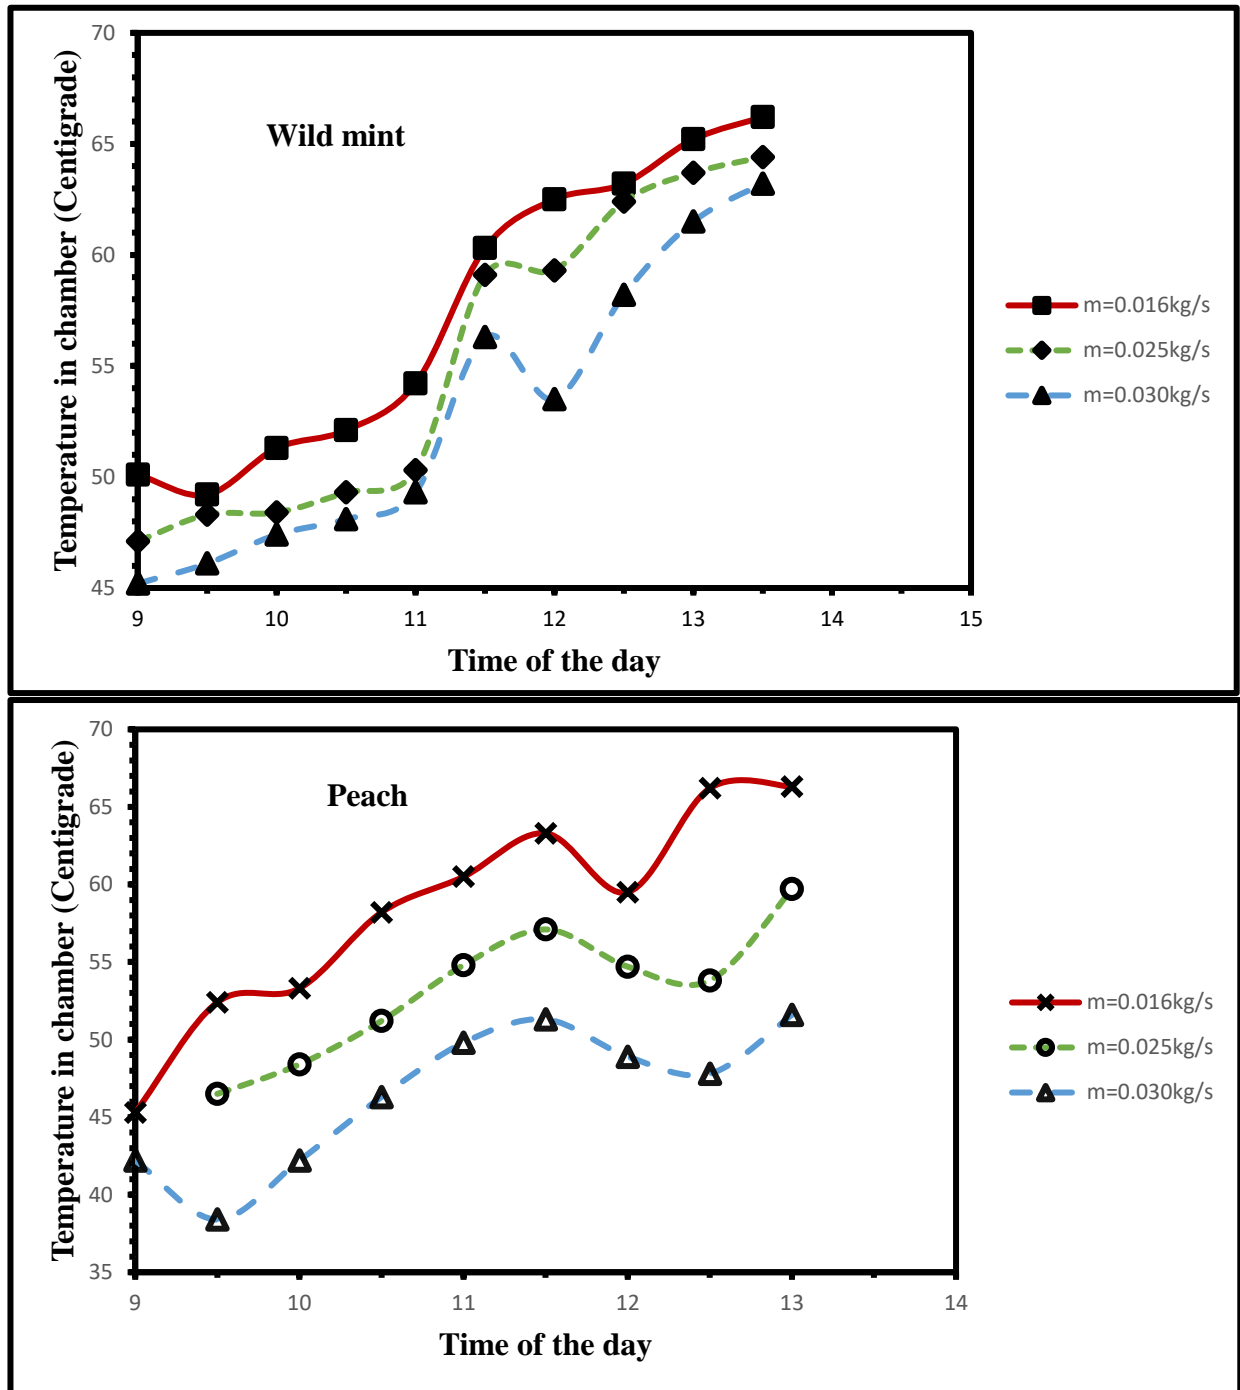 70
65
60
55
50
45
Temperature in chamber (Centigrade)
Wild mint
9
10
11
12
13
14
15
Time of the day
m=0.016kg/s
m=0.025kg/s
m=0.030kg/s
70
65
60
55
50
45
40
35
Temperature in chamber (Centigrade)
Peach
9
10
11
12
13
14
Time of the day
m=0.016kg/s
m=0.025kg/s
m=0.030kg/s